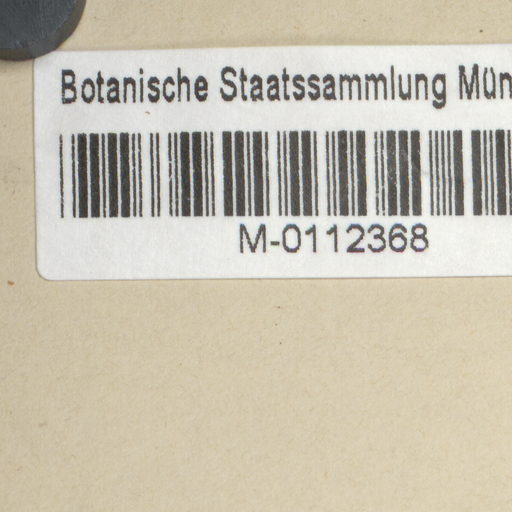 Botanische Staatssammlung Mün
M-0112368